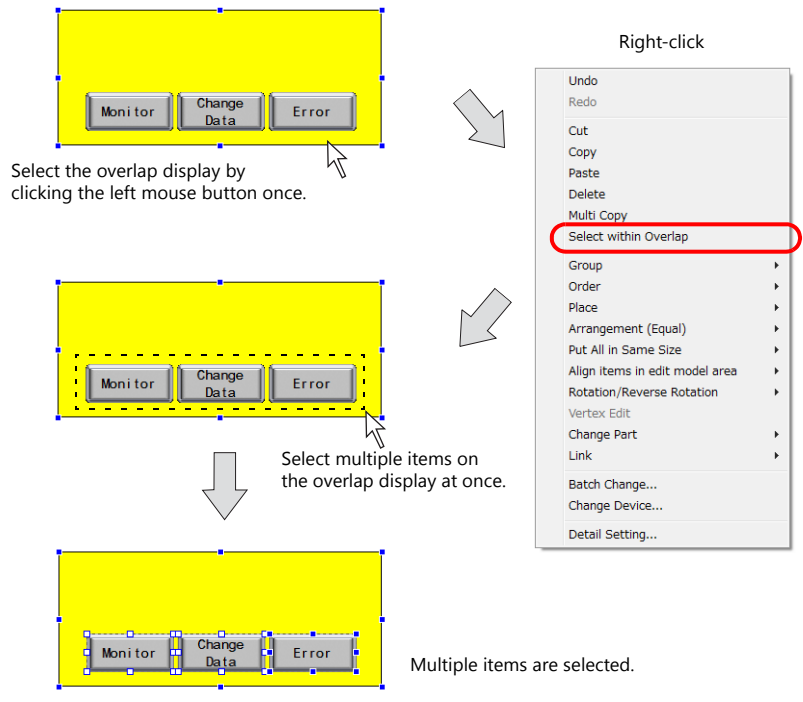 Monitor
Change
Data
Error
Select the overlap display by
clicking the left mouse button once.
Right-click
Undo
Redo
Cut
Copy
Paste
Delete
Multi Copy
Select within Overlap
Group
Order
Place
Arrangement (Equal)
Put All in Same Size
Align items in edit model area
Rotation/Reverse Rotation
Vertex Edit
Change Part
Link
Batch Change...
Change Device...
Detail Setting...
Monitor
Change
Data
Error
Select multiple items on
the overlap display at once.
Monitor
Change
Data
Error
Multiple items are selected.